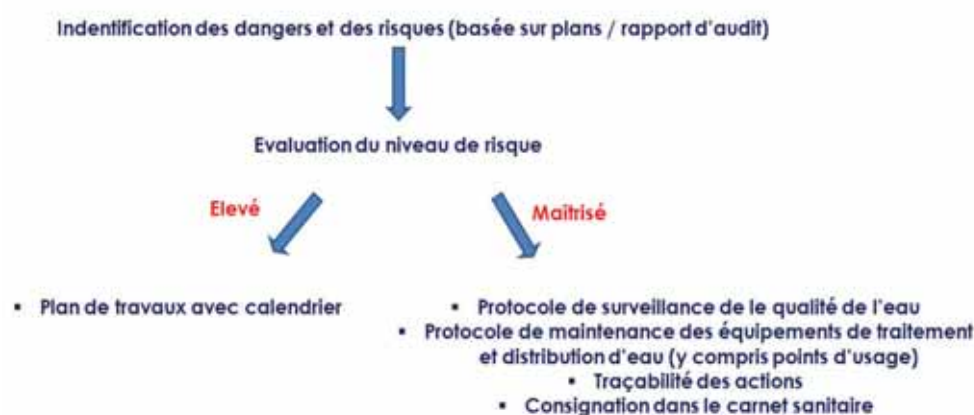 Indentification des dangers et des risques (basée sur plans / rapport d'audit)
Evaluation du niveau de risque
Elevé
Maîtrisé
▪ Plan de travaux avec calendrier
▪ Protocole de surveillance de le qualité de l'eau
▪ Protocole de maintenance des équipements de traitement
et distribution d'eau (y compris points d'usage)
▪ Traçabilité des actions
▪ Consignation dans le carnet sanitaire